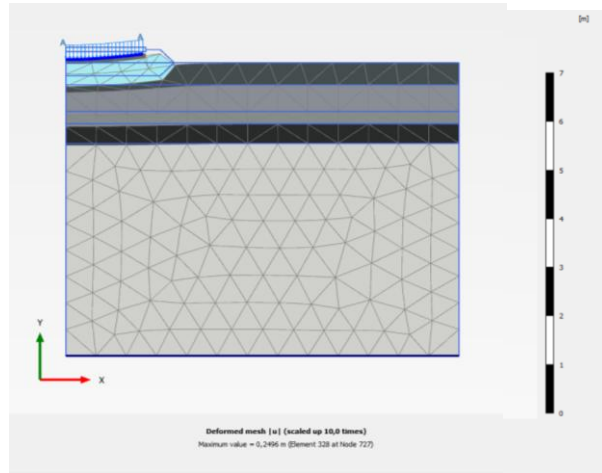 [m]
A
A
7
6
5
4
3
2
1
0
Y
X
Deformed mesh |u| (scaled up 10,0 times)
Maximum value = 0,2496 m (Element 328 at Node 727)